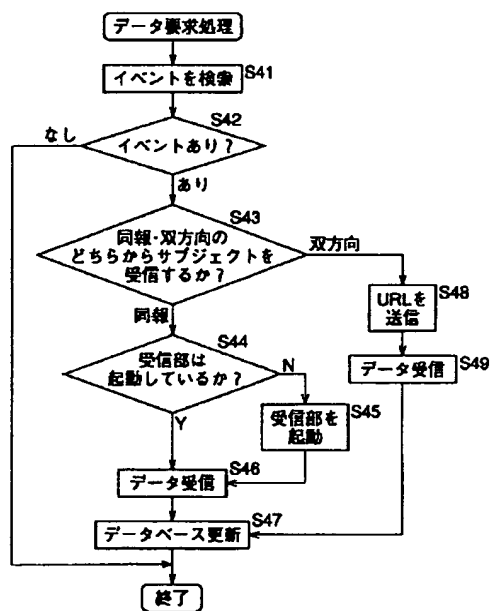 データ要求処理
イベントを検索
S41
S42
なし
イベントあり？
あり
S43
同報・双方向の
どちらからサブジェクトを
受信するか？
双方向
同報
S48
URLを
送信
S44
受信部は
起動しているか？
N
Y
S49
データ受信
S45
受信部を
起動
S46
データ受信
S47
データベース更新
終了